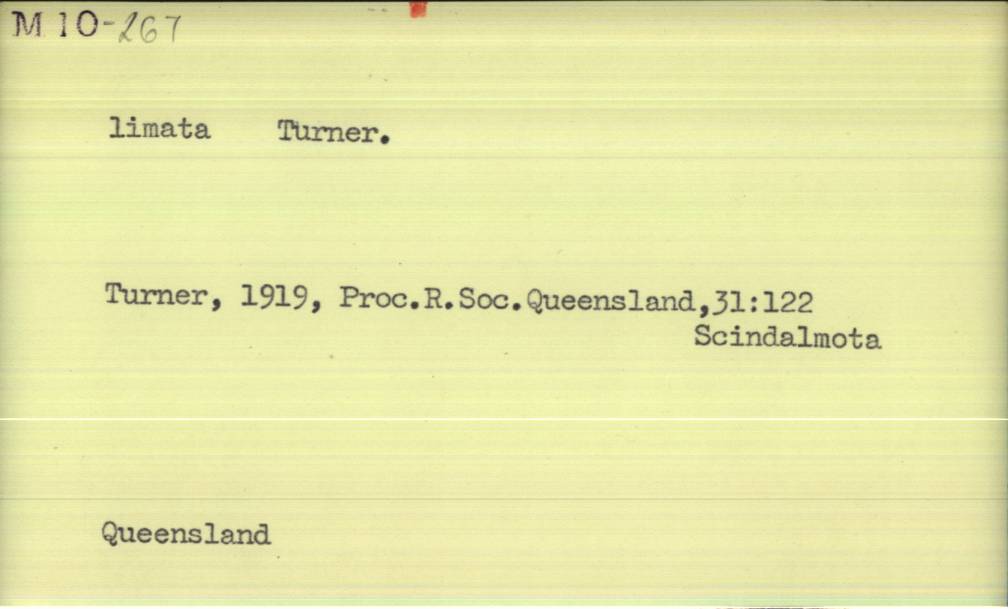 M 10-267
limata Turner.
Turner, 1919, Proc.R.Soc.Queensland,31:122
Scindalmota
Queensland